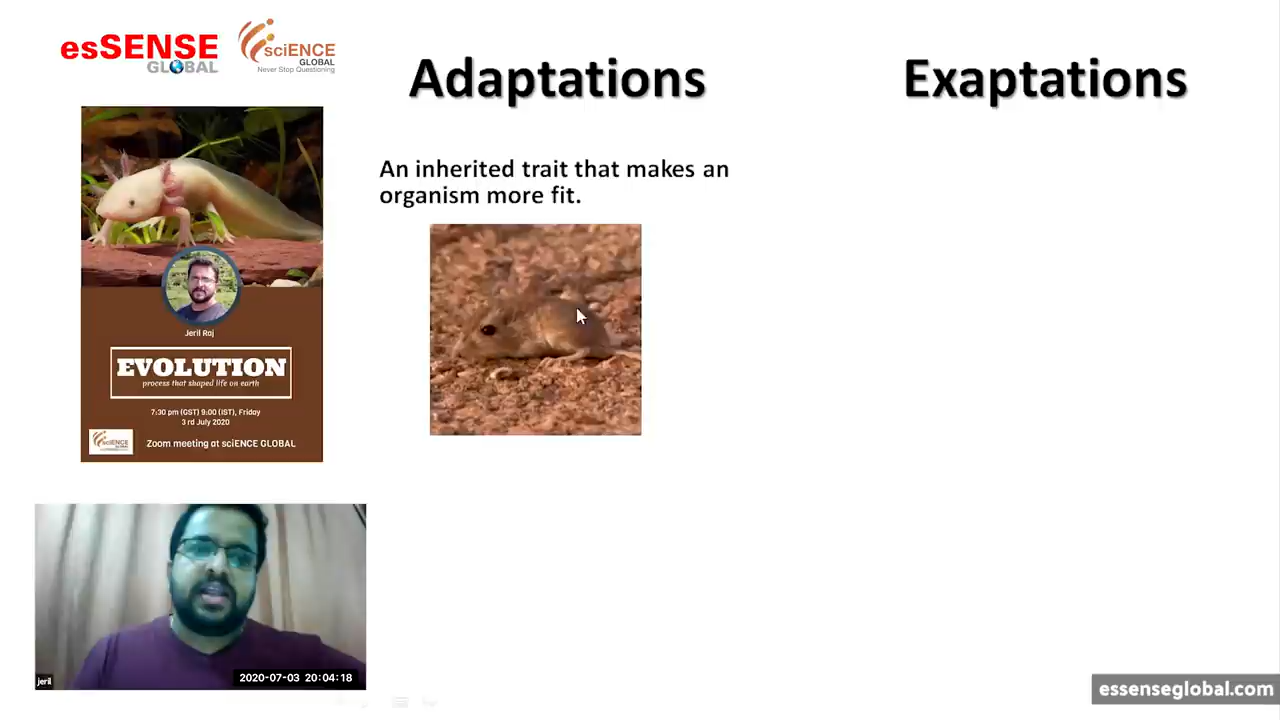 esSENSE
GLOBAL
sciENCE
GLOBAL
Never Stop Questioning
Adaptations
Exaptations
An inherited trait that makes an
organism more fit.
Jeril Raj
EVOLUTION
process that shaped life on earth
7:30 pm (GST) 9:00 (IST), Friday
3 rd July 2020
sciENCE
Zoom meeting at sciENCE GLOBAL
jeril
2020-07-03 20:04:18
essenseglobal.com